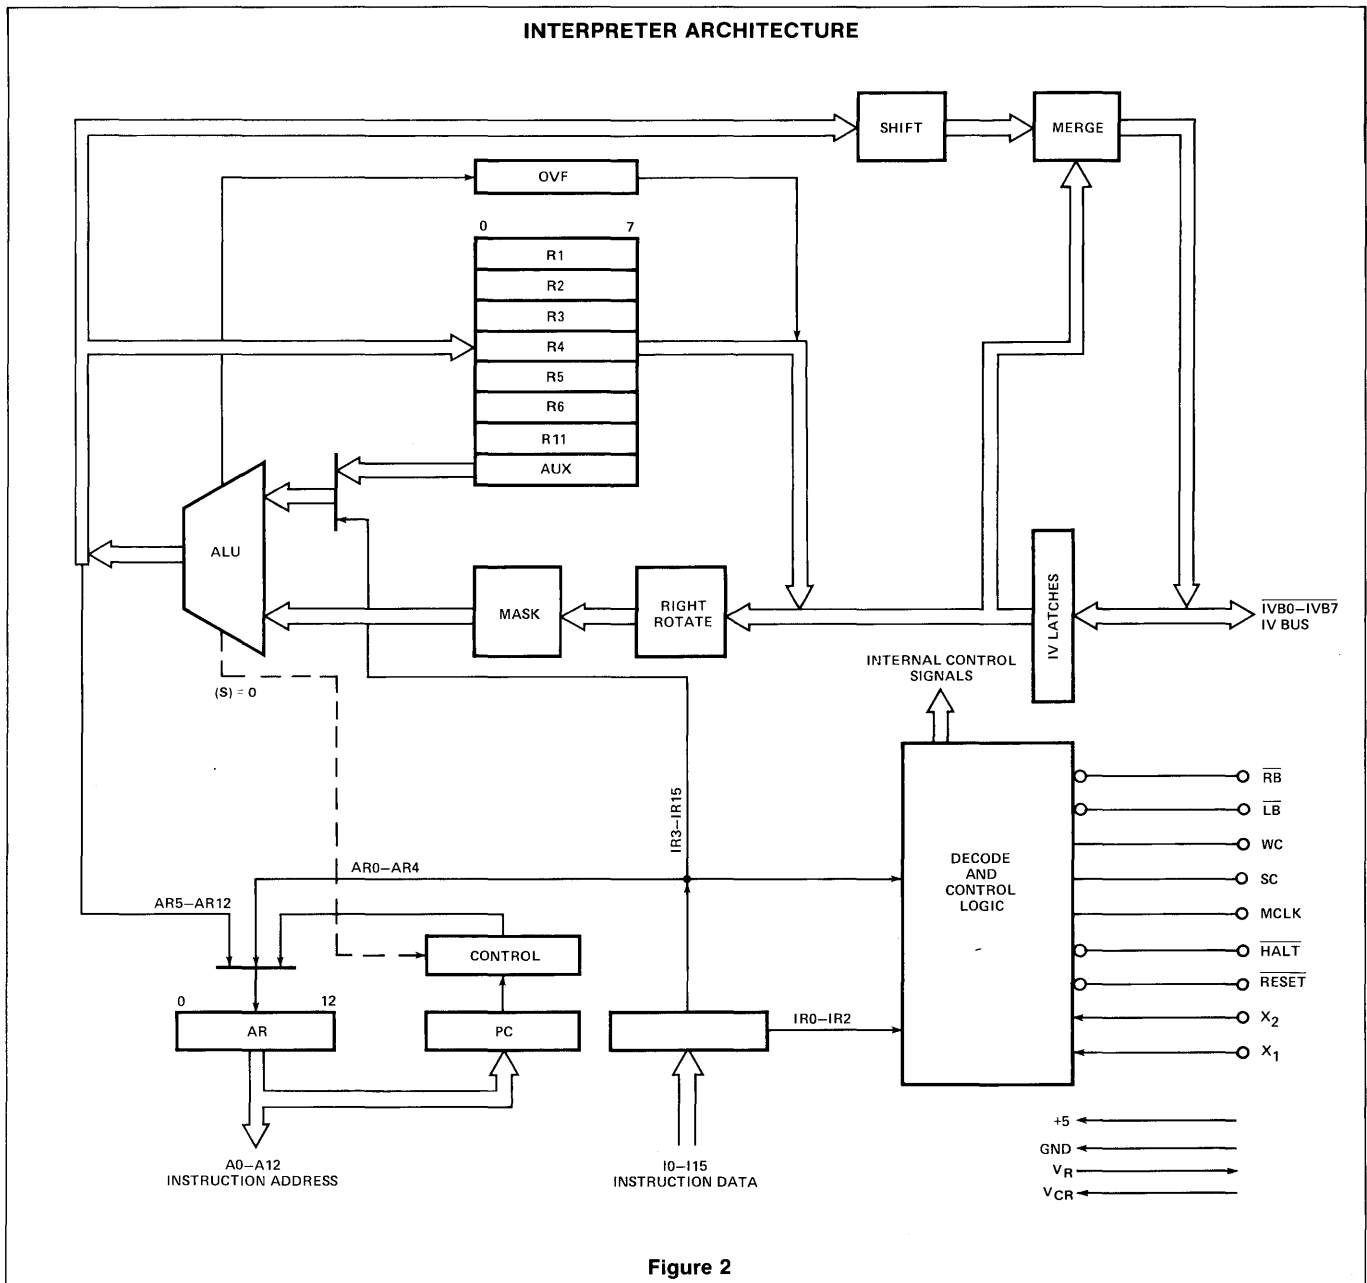 INTERPRETER ARCHITECTURE
SHIFT
MERGE
OVF
0 7
R1
R2
R3
R4
R5
R6
R11
AUX
ALU
MASK
RIGHT
ROTATE
IV LATCHES
IVB0–IVB7
IV BUS
INTERNAL CONTROL
SIGNALS
(S) = 0
IR3–IR15
DECODE
AND
CONTROL
LOGIC
RB
LB
WC
SC
MCLK
HALT
RESET
X2
X1
AR0–AR4
AR5–AR12
CONTROL
0 12
AR
PC
IR0–IR2
A0–A12
INSTRUCTION ADDRESS
I0–I15
INSTRUCTION DATA
+5
GND
VR
VCR
Figure 2